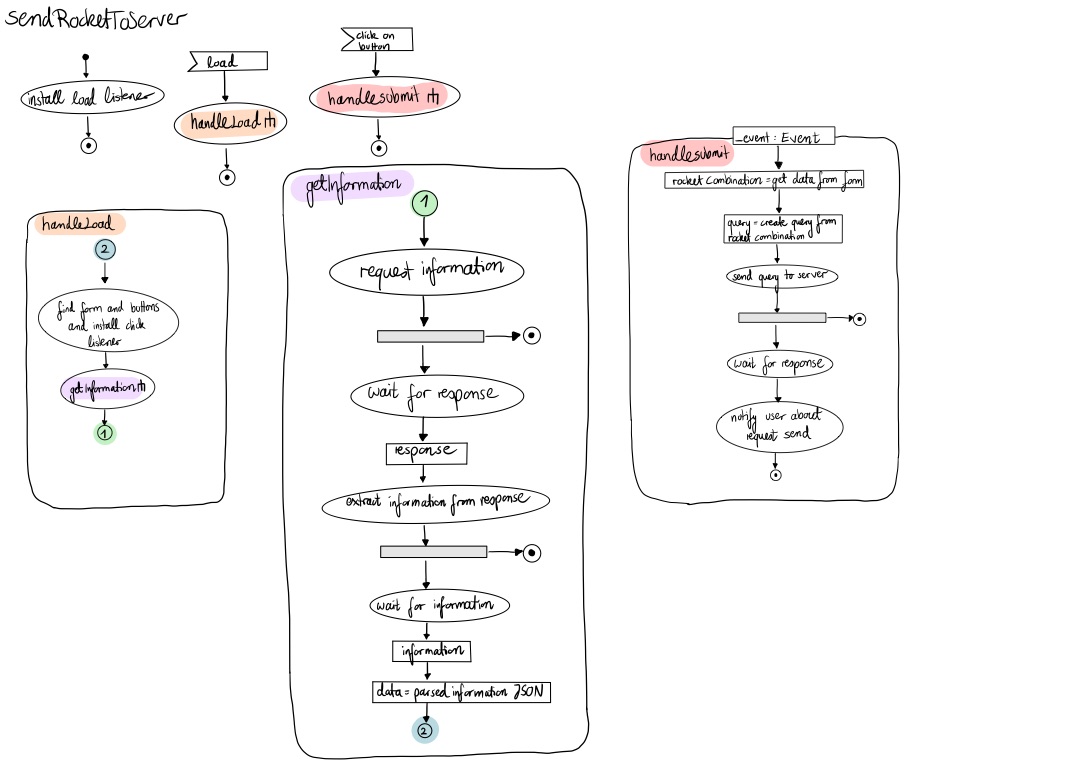 sendRocketToServer
install load listener
load
handleLoad
click on
button
handlesubmit
handleLoad
2
find form and buttons
and install click
listener
getInformation
1
getInformation
1
request information
wait for response
response
extract information from response
wait for information
information
data = parsed information JSON
2
handlesubmit
_event : Event
rocket Combination = get data from form
query = create query from
rocket combination
send query to server
wait for response
notify user about
request send